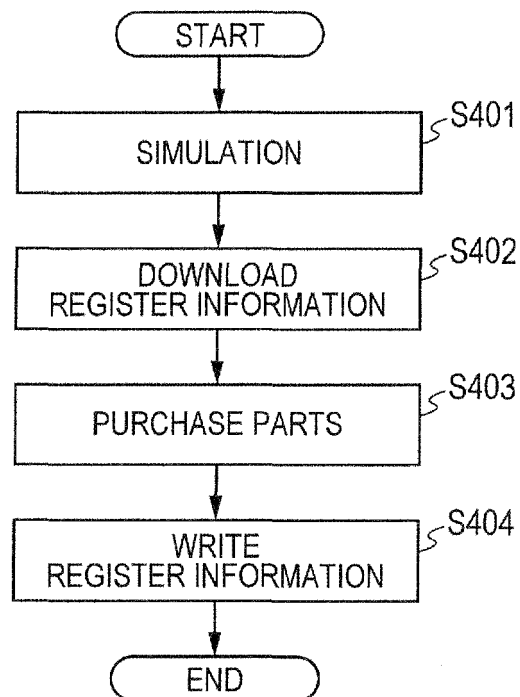 START
SIMULATION
S401
DOWNLOAD
REGISTER INFORMATION
S402
PURCHASE PARTS
S403
WRITE
REGISTER INFORMATION
S404
END